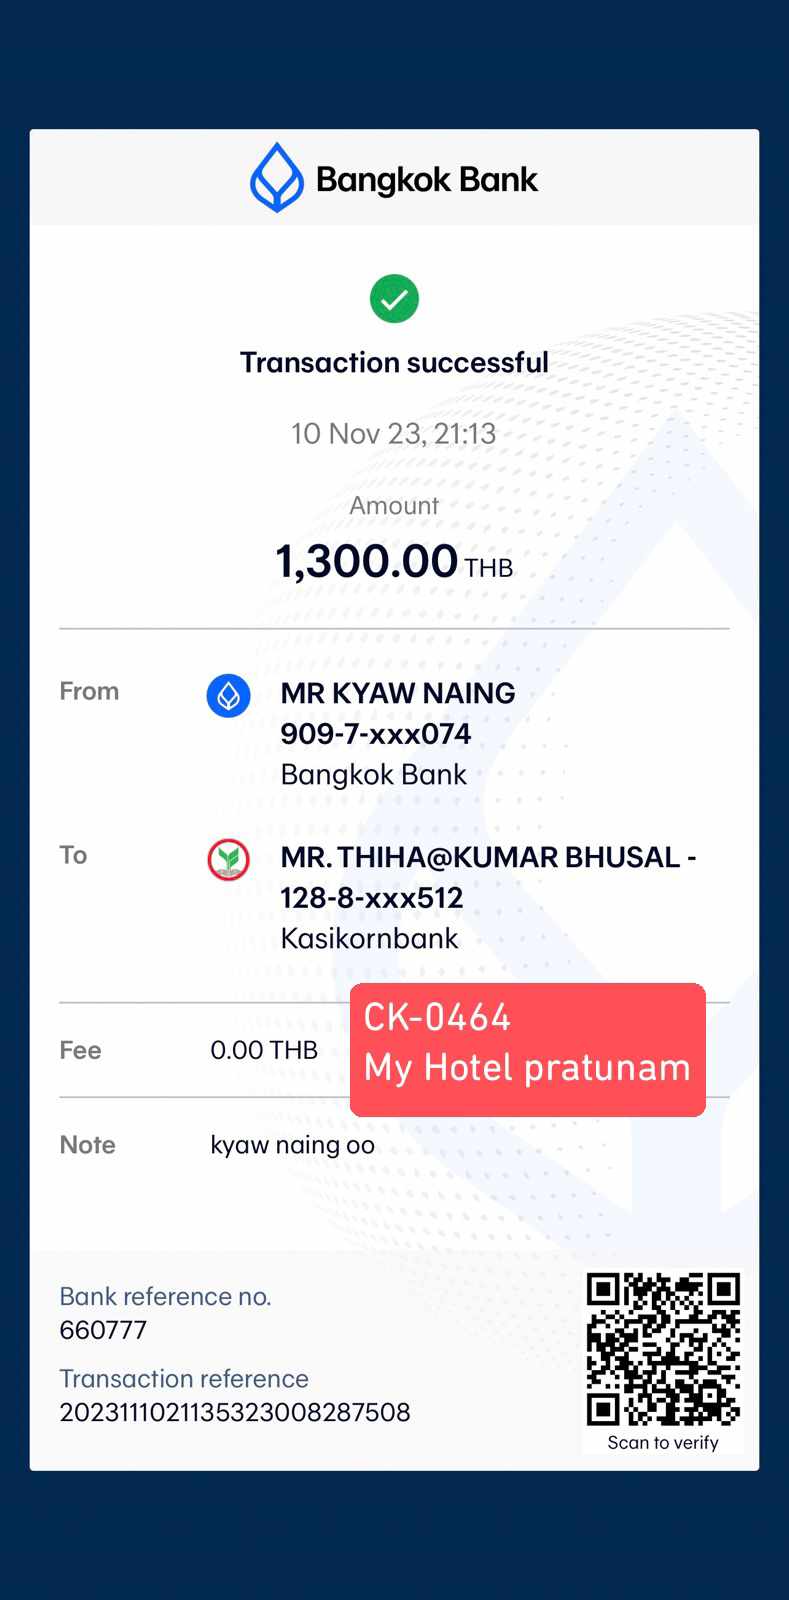 Bangkok Bank
Transaction successful
10 Nov 23, 21:13
Amount
1,300.00 THB
From
MR KYAW NAING
909-7-xxx074
Bangkok Bank
To
MR. THIHA@KUMAR BHUSAL -
128-8-xxx512
Kasikornbank
CK-0464
My Hotel pratunam
Fee 0.00 THB
Note kyaw naing oo
Bank reference no.
660777
Transaction reference
2023111021135323008287508
Scan to verify